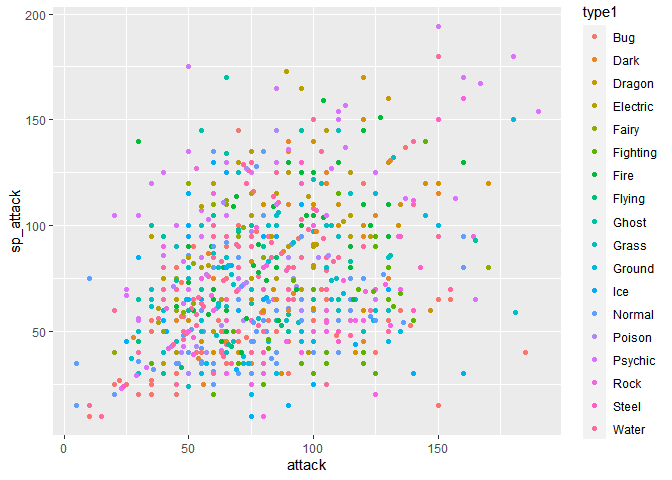 200
150
100
50
sp_attack
0
50
100
150
attack
type1
Bug
Dark
Dragon
Electric
Fairy
Fighting
Fire
Flying
Ghost
Grass
Ground
Ice
Normal
Poison
Psychic
Rock
Steel
Water